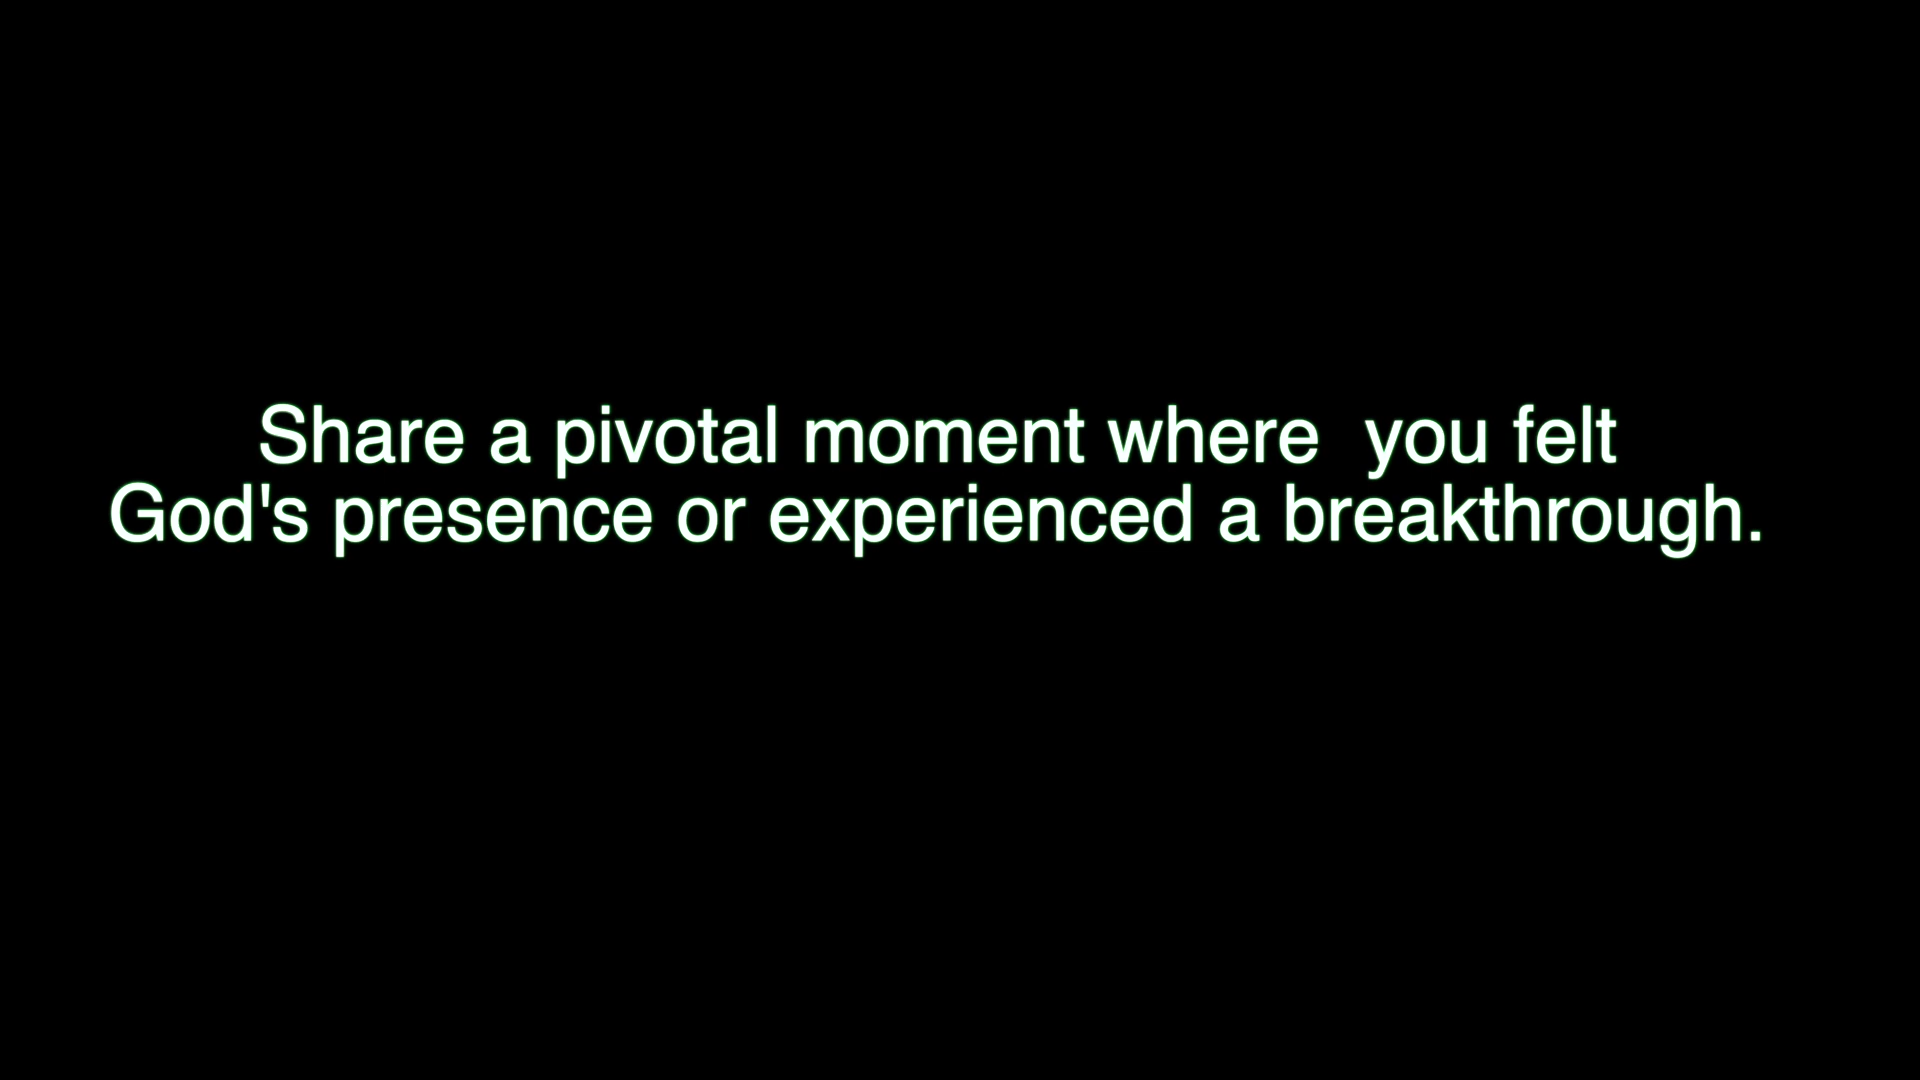 Share a pivotal moment where  you felt
God's presence or experienced a breakthrough.